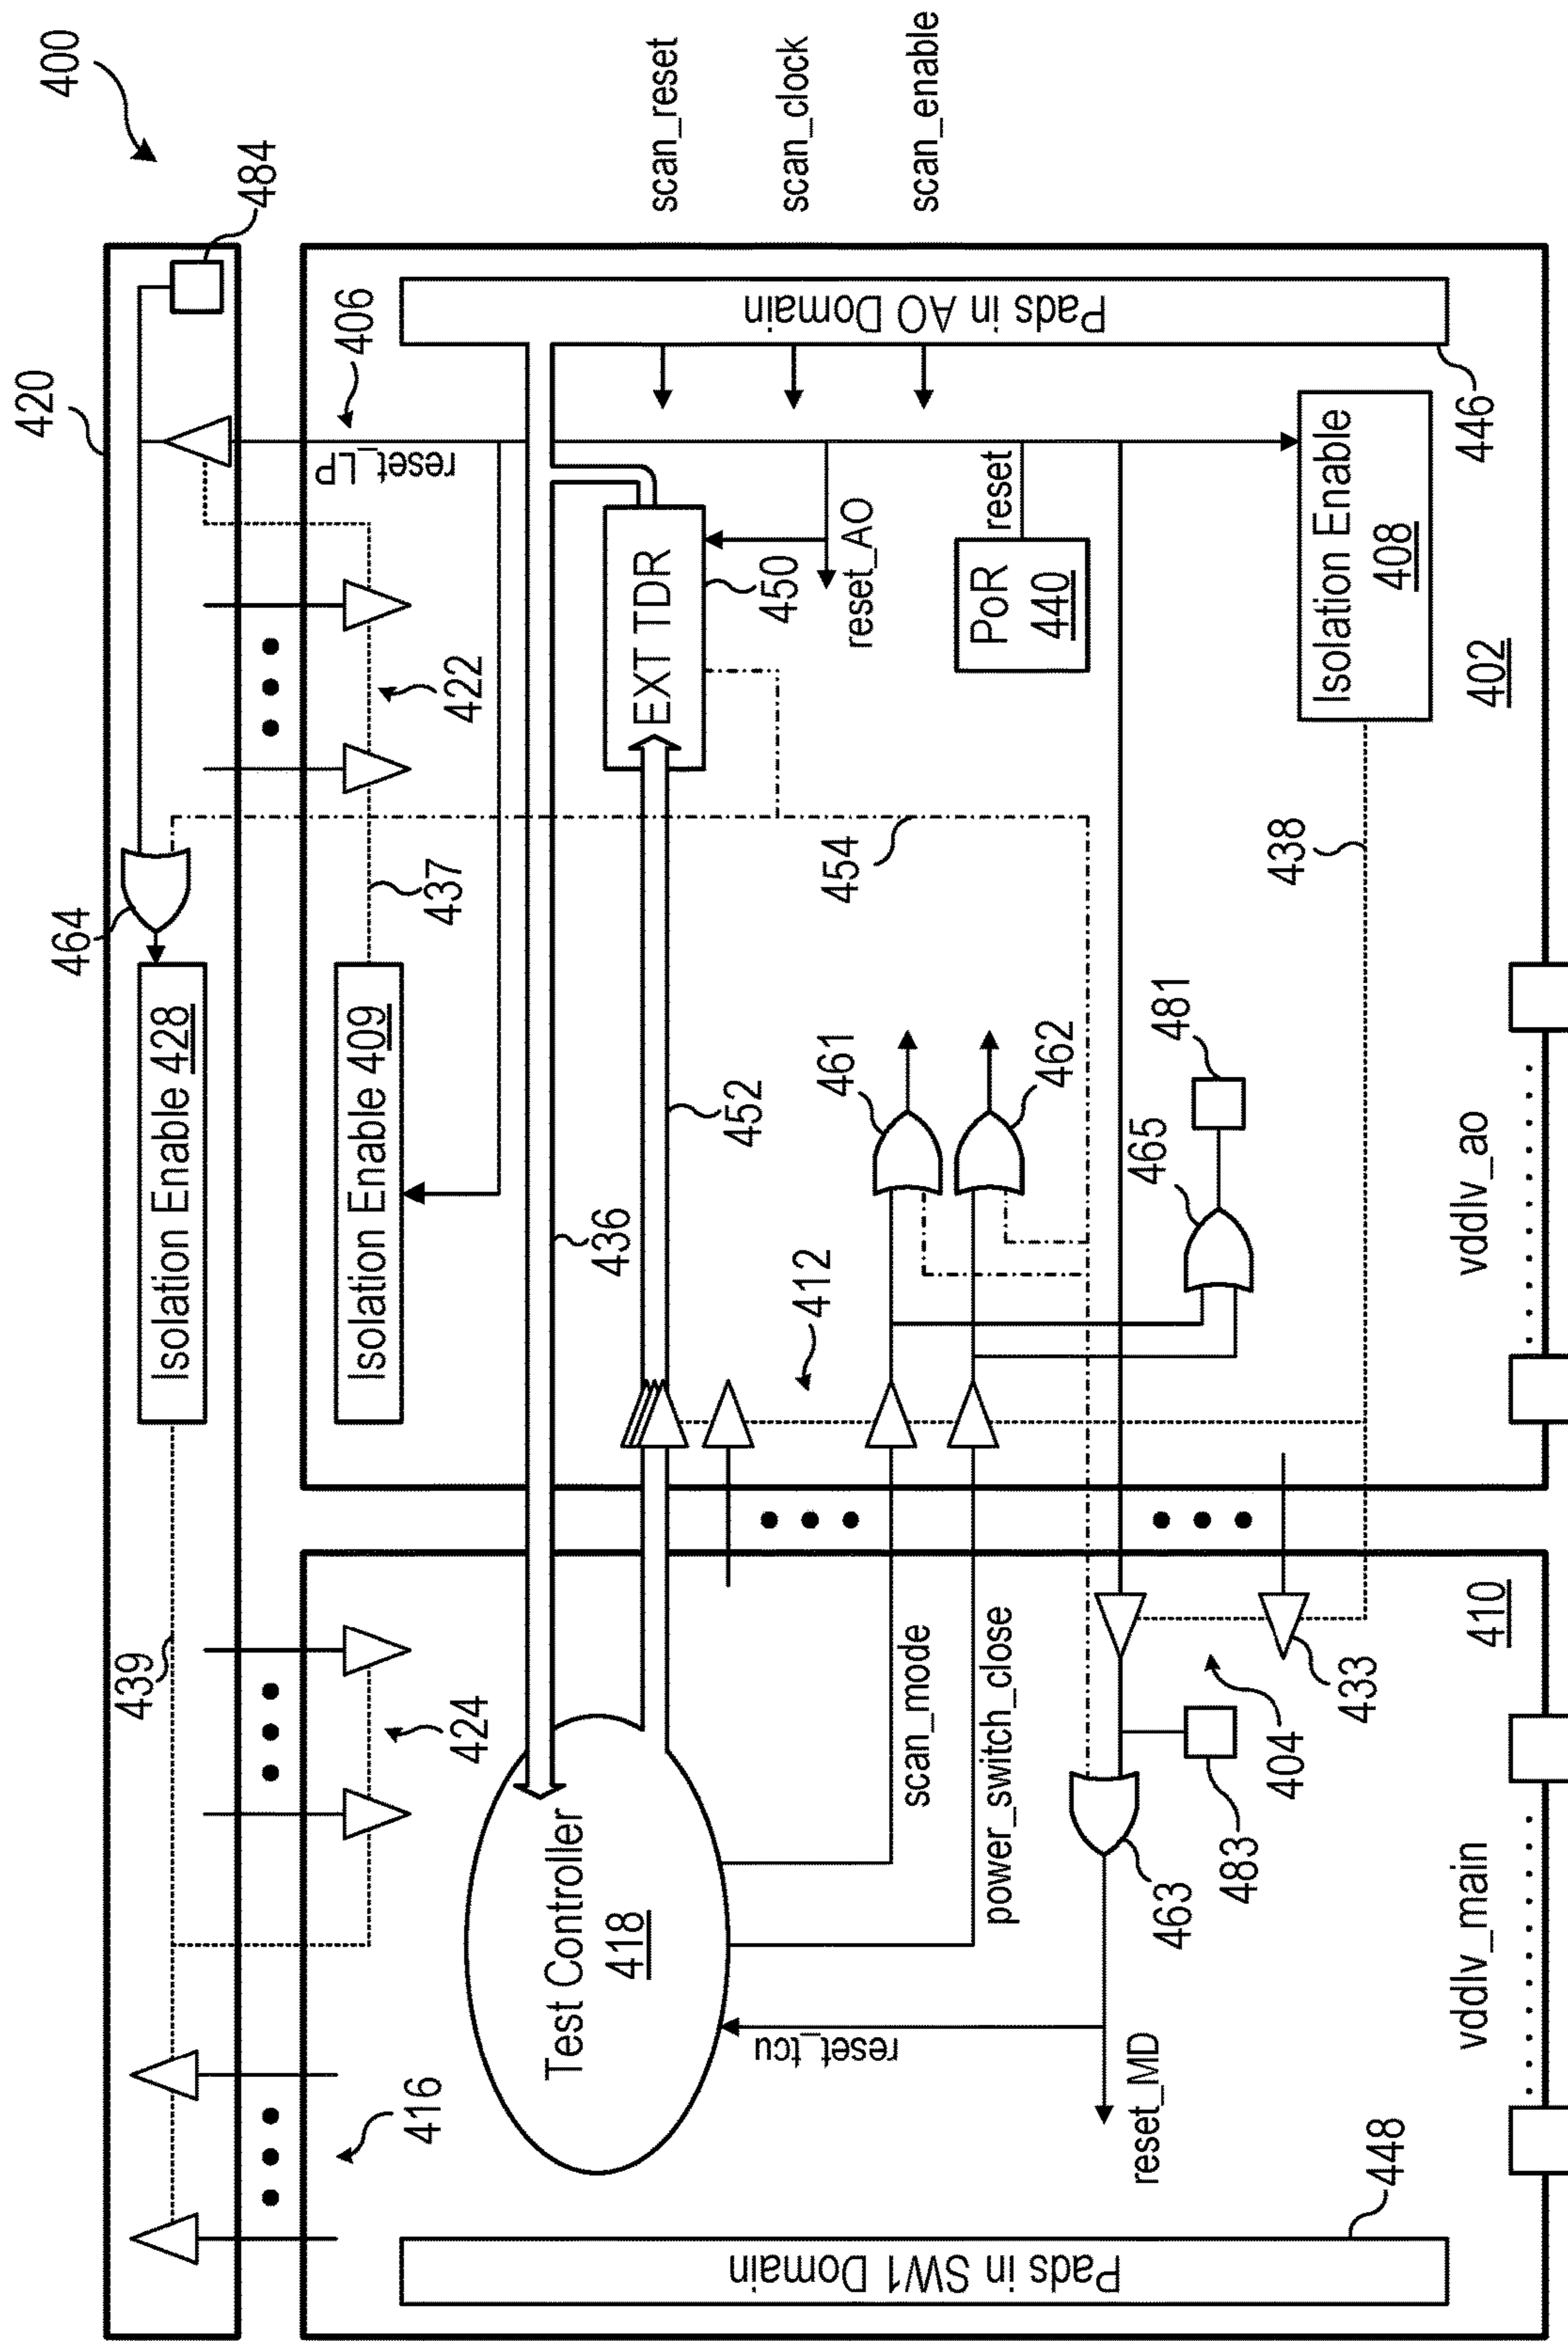 400
420
484
406
reset_LP
scan_reset
scan_clock
scan_enable
Pads in AO Domain
446
464
Isolation Enable 428
Isolation Enable 409
437
422
439
424
416
EXT TDR
450
reset_AO
PoR
440
reset
Isolation Enable
408
402
454
438
452
436
461
462
465
481
412
vddlv_ao
Test Controller
418
scan_mode
power_switch_close
reset_tcu
reset_MD
463
483
404
433
410
vddlv_main
Pads in SW1 Domain
448